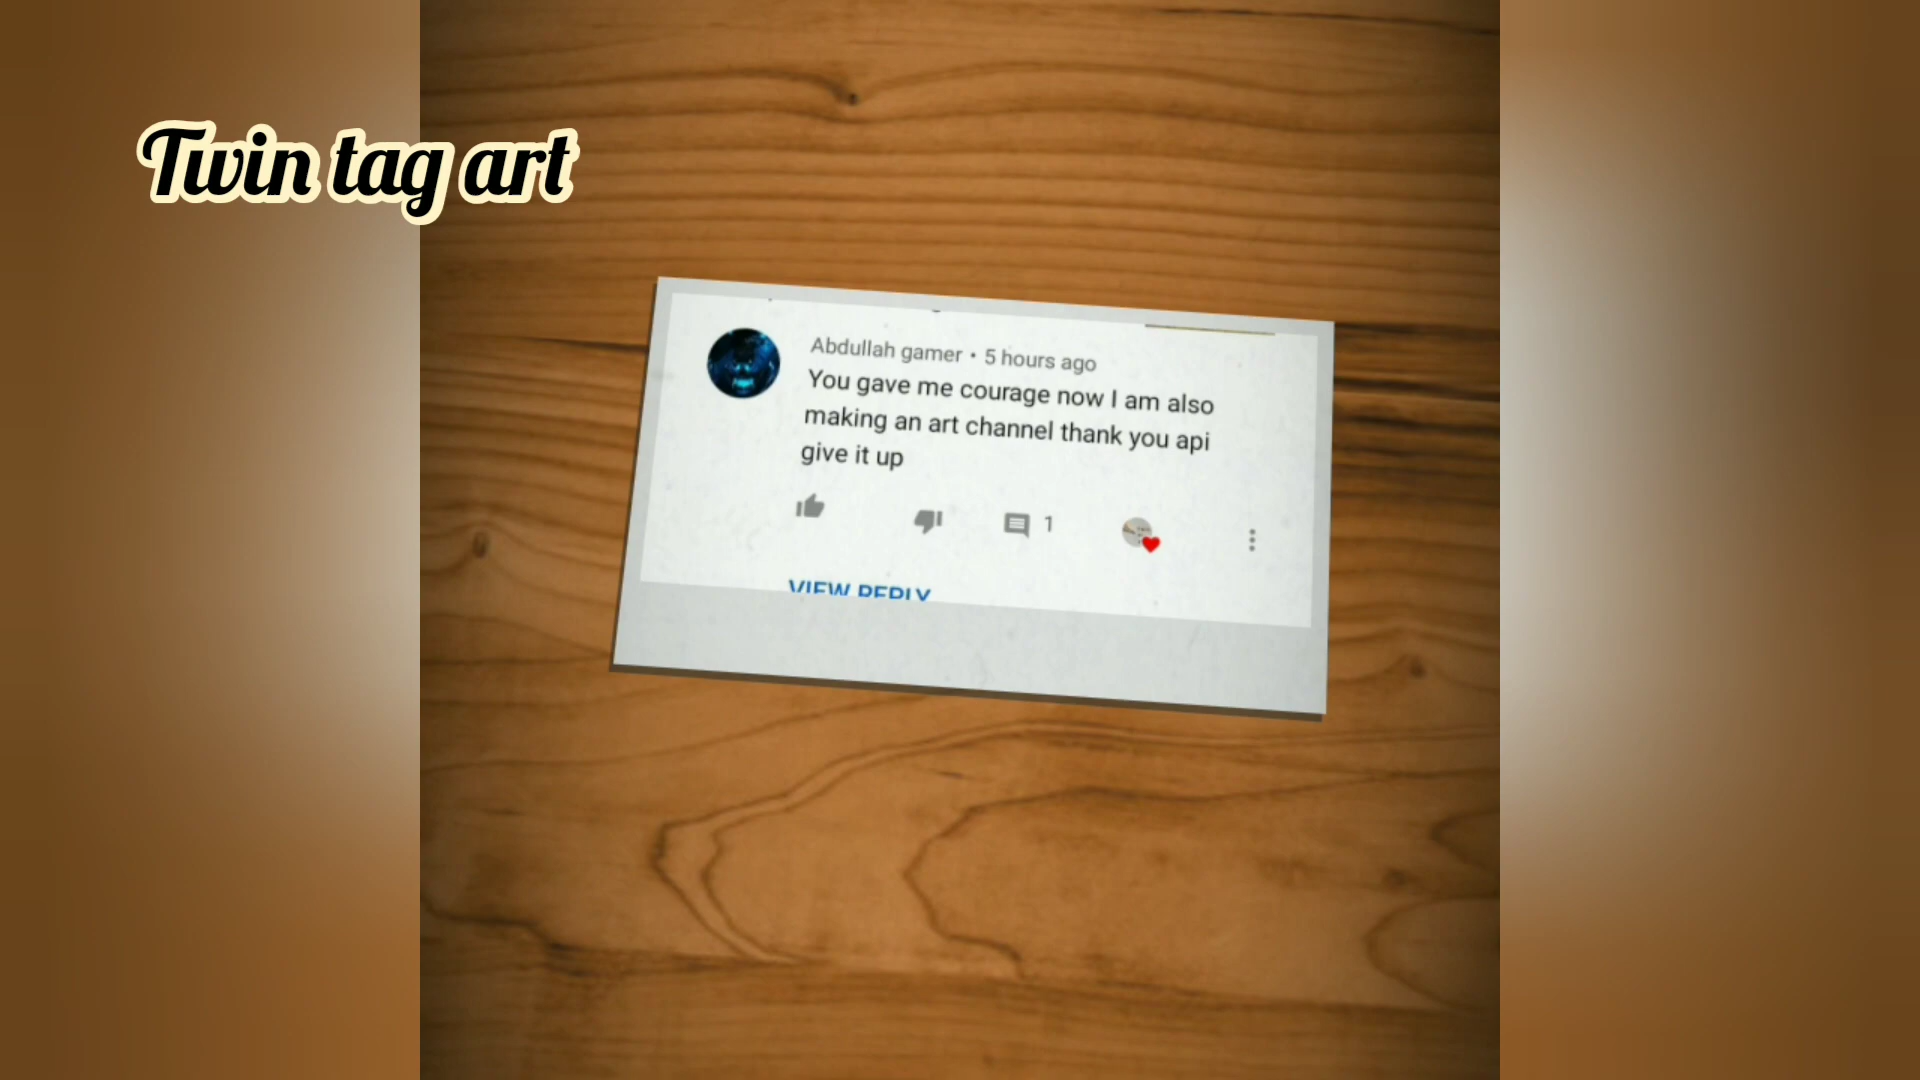 Twin tag art
Abdullah gamer • 5 hours ago
You gave me courage now I am also
making an art channel thank you api
give it up
1
VIEW REPLY